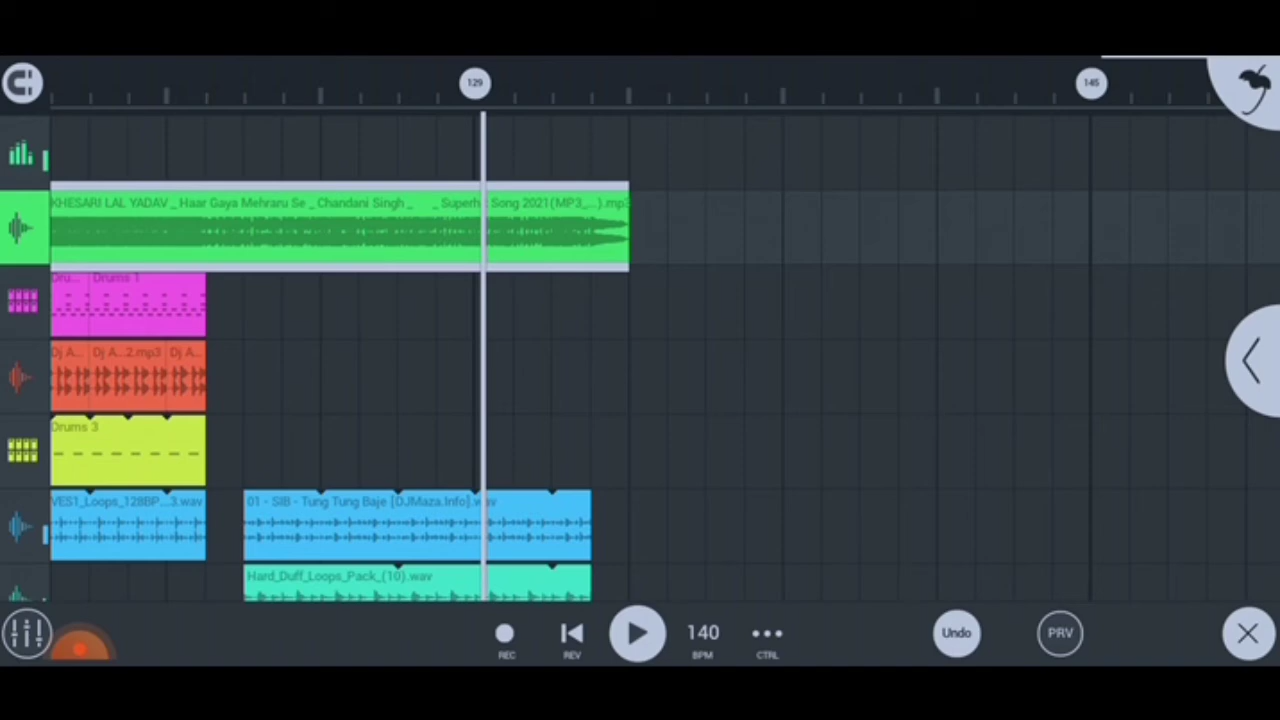 129
145
KHESARI LAL YADAV _ Haar Gaya Mehraru Se _ Chandani Singh _ _ Superhit Song 2021(MP3_...).mp3
Dru... Drums 1
Dj A... Dj A...2.mp3 Dj A...
Drums 3
VES1_Loops_128BP...3.wav 01 - SIB - Tung Tung Baje [DJMaza.Info].wav
Hard_Duff_Loops_Pack_(10).wav
140 Undo PRV
REC REV BPM CTRL